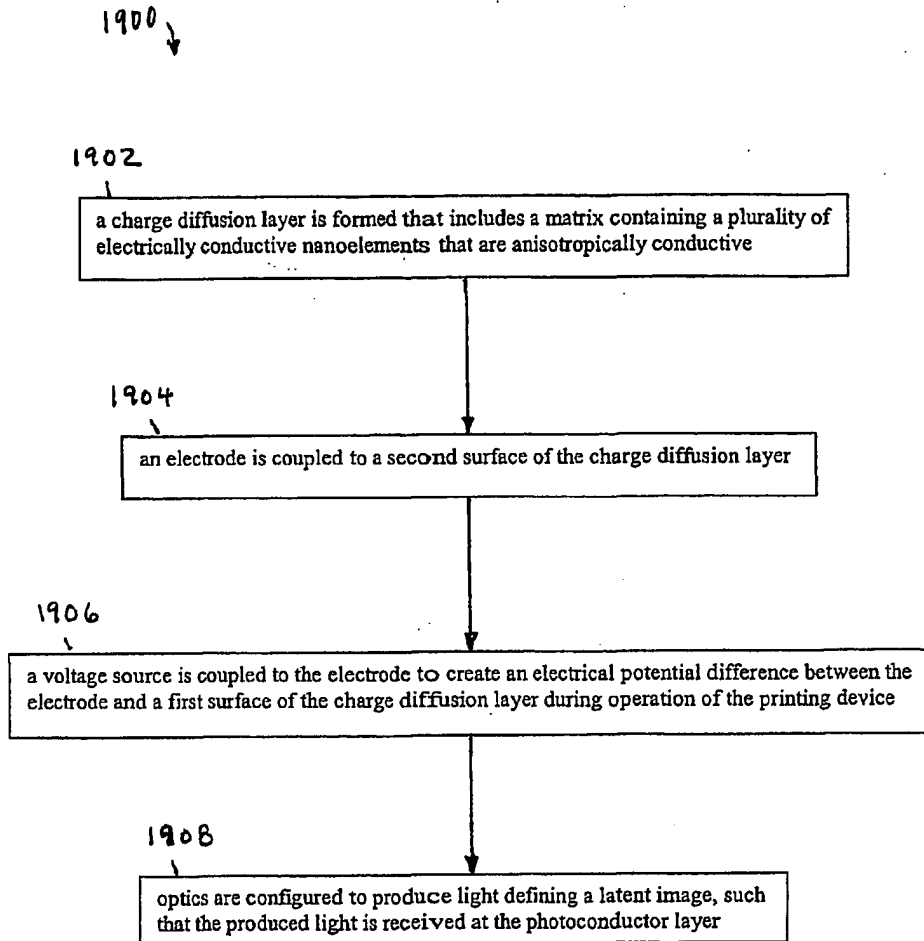 1900
1902
a charge diffusion layer is formed that includes a matrix containing a plurality of
electrically conductive nanoelements that are anisotropically conductive
1904
an electrode is coupled to a second surface of the charge diffusion layer
1906
a voltage source is coupled to the electrode to create an electrical potential difference between the
electrode and a first surface of the charge diffusion layer during operation of the printing device
1908
optics are configured to produce light defining a latent image, such
that the produced light is received at the photoconductor layer